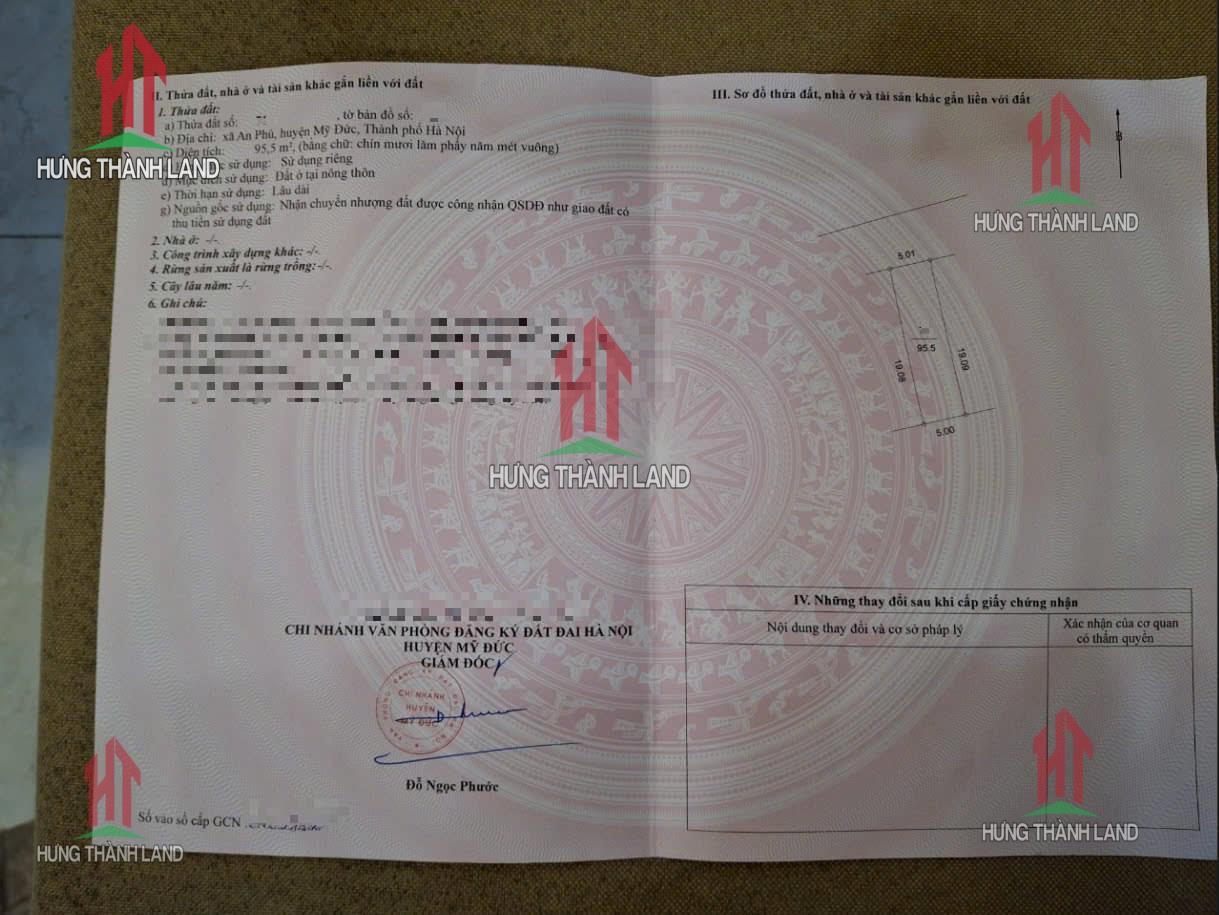 II. Thửa đất, nhà ở và tài sản khác gắn liền với đất
1. Thửa đất:
a) Thửa đất số: , tờ bản đồ số:
b) Địa chỉ: xã An Phú, huyện Mỹ Đức, Thành phố Hà Nội
c) Diện tích: 95,5 m², (bằng chữ: chín mươi lăm phẩy năm mét vuông)
sử dụng: Sử dụng riêng
đ) Mục đích sử dụng: Đất ở tại nông thôn
e) Thời hạn sử dụng: Lâu dài
g) Nguồn gốc sử dụng: Nhận chuyển nhượng đất được công nhận QSDĐ như giao đất có
thu tiền sử dụng đất
2. Nhà ở: -/-.
3. Công trình xây dựng khác: -/-.
4. Rừng sản xuất là rừng trồng: -/-.
5. Cây lâu năm: -/-.
6. Ghi chú:
CHI NHÁNH VĂN PHÒNG ĐĂNG KÝ ĐẤT ĐAI HÀ NỘI
HUYỆN MỸ ĐỨC
GIÁM ĐỐC
CHI NHÁNH
HUYỆN
MỸ ĐỨC
Đỗ Ngọc Phước
Số vào sổ cấp GCN
III. Sơ đồ thửa đất, nhà ở và tài sản khác gắn liền với đất
B
5.01
95.5
19.08
19.09
5.00
IV. Những thay đổi sau khi cấp giấy chứng nhận
Nội dung thay đổi và cơ sở pháp lý
Xác nhận của cơ quan
có thẩm quyền
HT
HƯNG THÀNH LAND
HT
HƯNG THÀNH LAND
HT
HƯNG THÀNH LAND
HT
HƯNG THÀNH LAND
HT
HƯNG THÀNH LAND